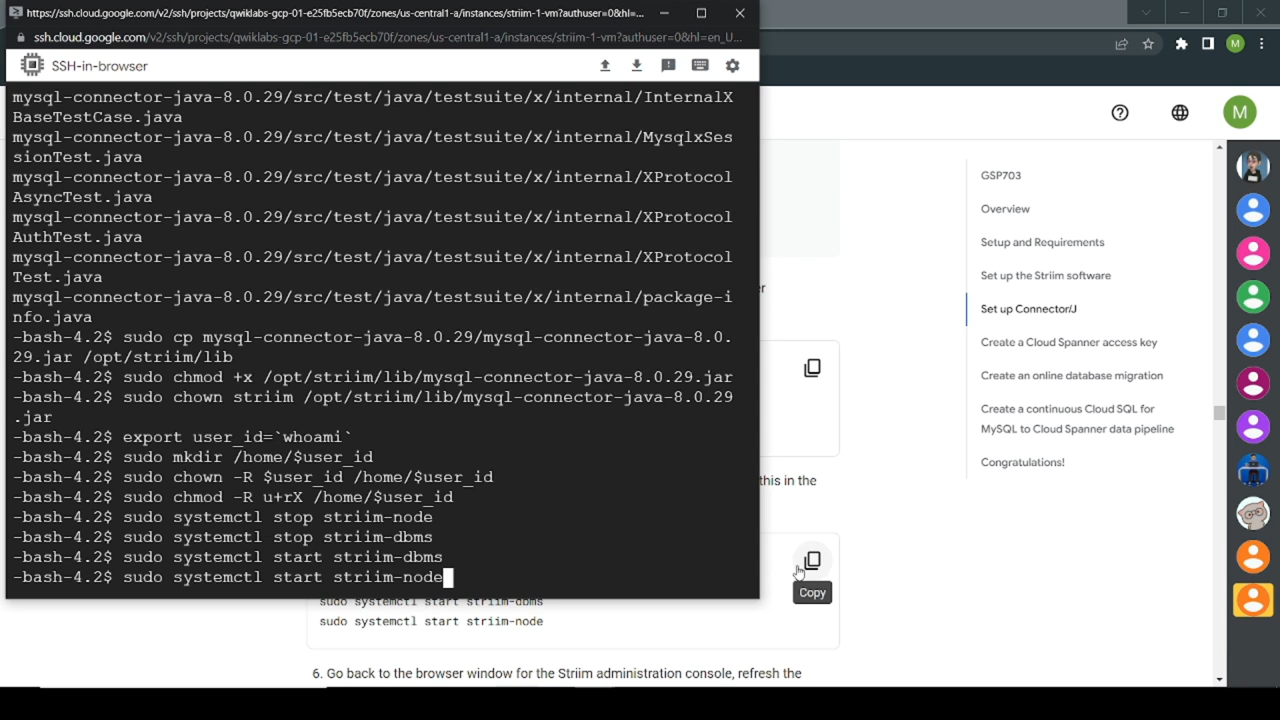 https://ssh.cloud.google.com/v2/ssh/projects/qwiklabs-gcp-01-e25fb5ecb70f/zones/us-central1-a/instances/striim-1-vm?authuser=0&hl=...
ssh.cloud.google.com/v2/ssh/projects/qwiklabs-gcp-01-e25fb5ecb70f/zones/us-central1-a/instances/striim-1-vm?authuser=0&hl=en_U...
M
SSH-in-browser
M
mysql-connector-java-8.0.29/src/test/java/testsuite/x/internal/InternalX
BaseTestCase.java
mysql-connector-java-8.0.29/src/test/java/testsuite/x/internal/MysqlxSes
sionTest.java
mysql-connector-java-8.0.29/src/test/java/testsuite/x/internal/XProtocol
AsyncTest.java
mysql-connector-java-8.0.29/src/test/java/testsuite/x/internal/XProtocol
AuthTest.java
mysql-connector-java-8.0.29/src/test/java/testsuite/x/internal/XProtocol
Test.java
mysql-connector-java-8.0.29/src/test/java/testsuite/x/internal/package-i
nfo.java
-bash-4.2$ sudo cp mysql-connector-java-8.0.29/mysql-connector-java-8.0.
29.jar /opt/striim/lib
-bash-4.2$ sudo chmod +x /opt/striim/lib/mysql-connector-java-8.0.29.jar
-bash-4.2$ sudo chown striim /opt/striim/lib/mysql-connector-java-8.0.29
.jar
-bash-4.2$ export user_id=`whoami`
-bash-4.2$ sudo mkdir /home/$user_id
-bash-4.2$ sudo chown -R $user_id /home/$user_id
-bash-4.2$ sudo chmod -R u+rX /home/$user_id
-bash-4.2$ sudo systemctl stop striim-node
-bash-4.2$ sudo systemctl stop striim-dbms
-bash-4.2$ sudo systemctl start striim-dbms
-bash-4.2$ sudo systemctl start striim-node
er
this in the
Copy
sudo systemctl start striim-dbms
sudo systemctl start striim-node
6. Go back to the browser window for the Striim administration console, refresh the
GSP703
Overview
Setup and Requirements
Set up the Striim software
Set up Connector/J
Create a Cloud Spanner access key
Create an online database migration
Create a continuous Cloud SQL for
MySQL to Cloud Spanner data pipeline
Congratulations!